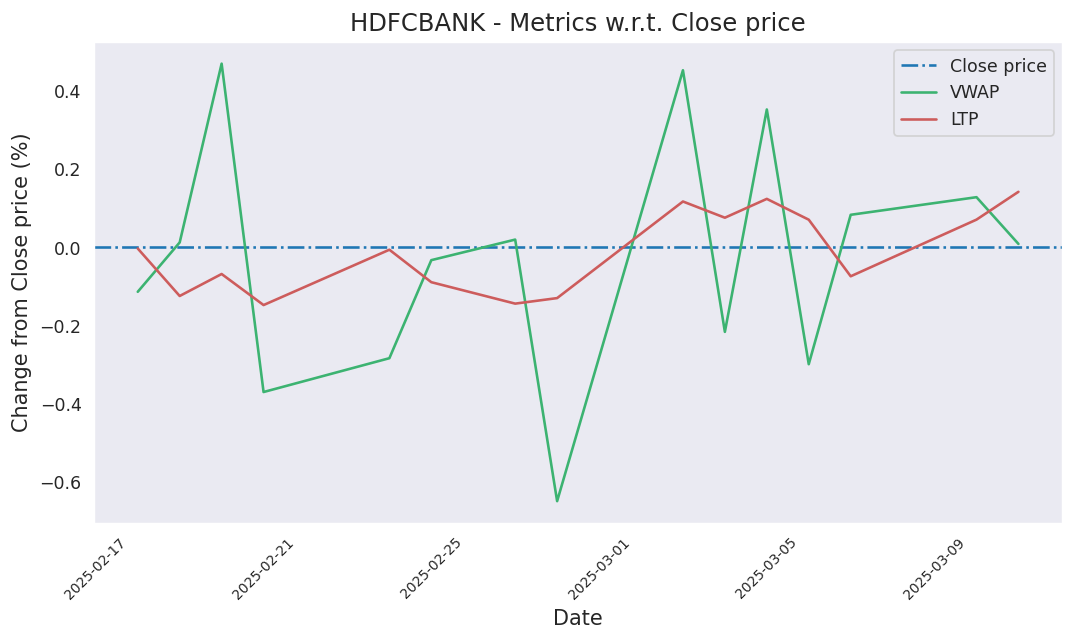 HDFCBANK - Metrics w.r.t. Close price
Close price
VWAP
LTP
Change from Close price (%)
0.4
0.2
0.0
−0.2
−0.4
−0.6
2025-02-17
2025-02-21
2025-02-25
2025-03-01
2025-03-05
2025-03-09
Date